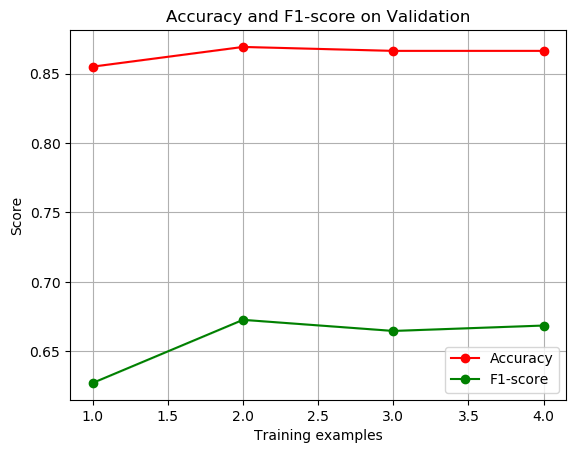 Accuracy and F1-score on Validation
Score
0.85
0.80
0.75
0.70
0.65
1.0 1.5 2.0 2.5 3.0 3.5 4.0
Training examples
Accuracy
F1-score